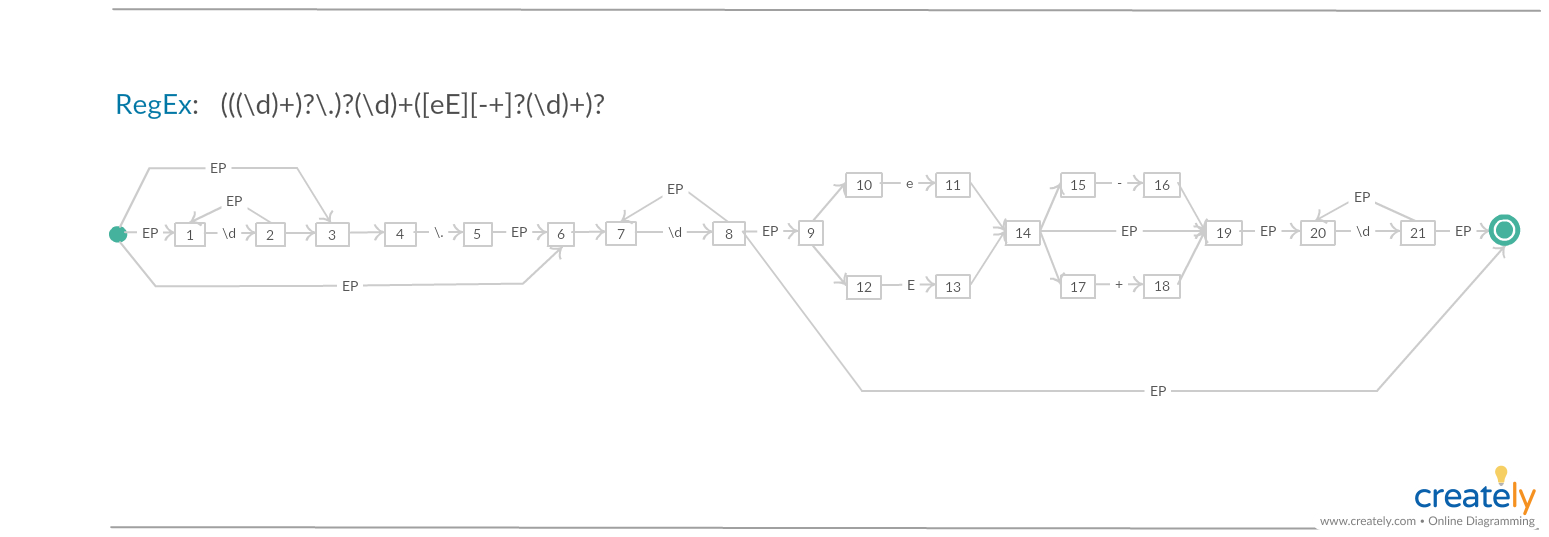 RegEx: (((\d)+)?\.)?(\d)+([eE][-+]?(\d)+)?
EP
EP
EP 1 \d 2 3 4 \. 5 EP 6 7 \d 8 EP 9
EP
EP
10 e 11
12 E 13
14 EP 19 EP 20 \d 21 EP
15 - 16
17 + 18
EP
EP
creately
www.creately.com • Online Diagramming